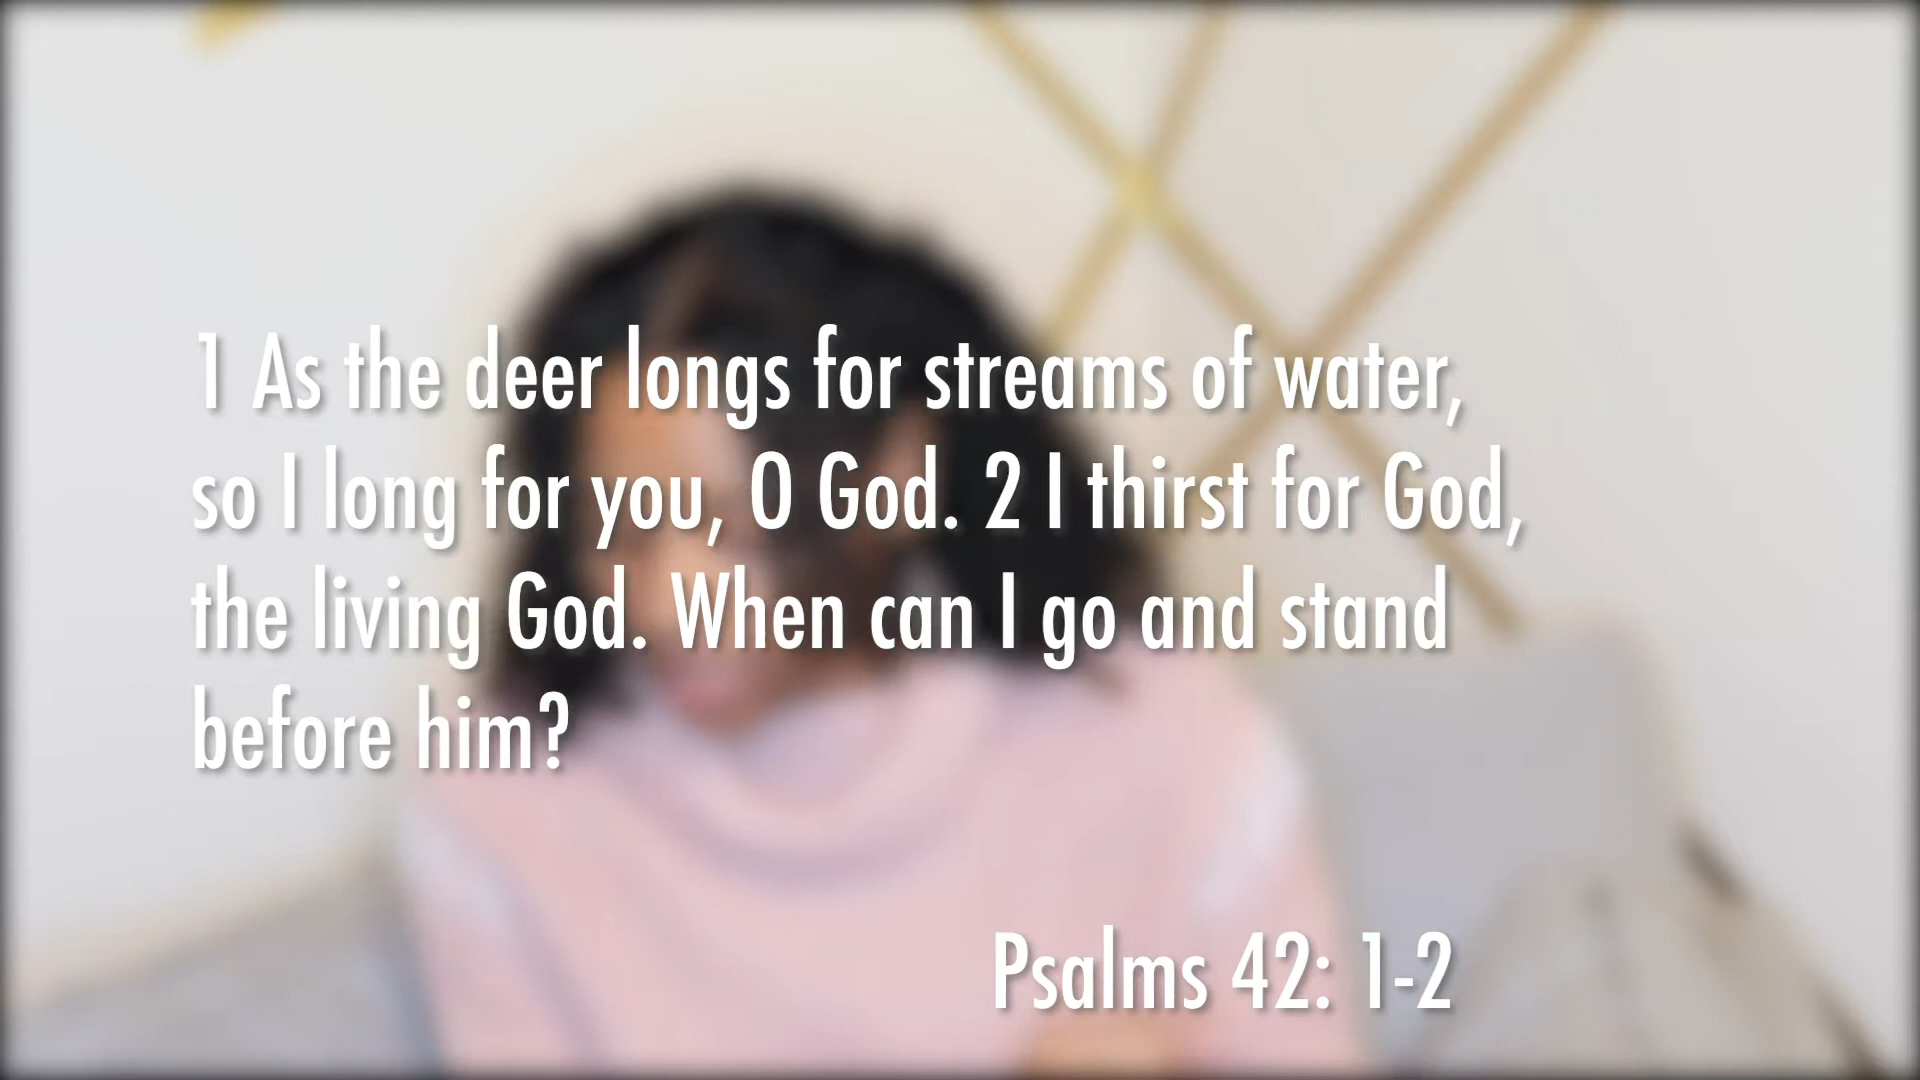 1 As the deer longs for streams of water,
so I long for you, O God. 2 I thirst for God,
the living God. When can I go and stand
before him?
Psalms 42: 1-2